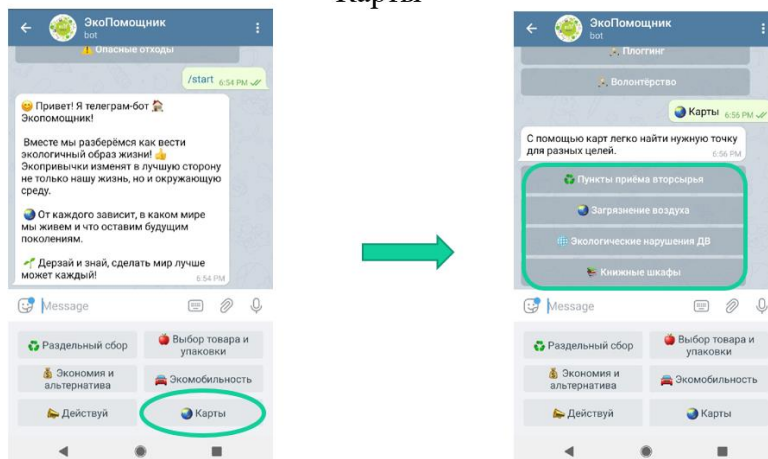 Карты
ЭкоПомощник
bot
Опасные отходы
/start 6:54 PM
Привет! Я телеграм-бот
Экопомощник!
Вместе мы разберёмся как вести
экологичный образ жизни!
Экопривычки изменят в лучшую сторону
не только нашу жизнь, но и окружающую
среду.
От каждого зависит, в каком мире
мы живем и что оставим будущим
поколениям.
Дерзай и знай, сделать мир лучше
может каждый!
6:54 PM
Message
Раздельный сбор
Выбор товара и
упаковки
Экономия и
альтернатива
Экомобильность
Действуй
Карты
ЭкоПомощник
bot
Плоггинг
Волонтёрство
Карты 6:56 PM
С помощью карт легко найти нужную точку
для разных целей.
6:56 PM
Пункты приёма вторсырья
Загрязнение воздуха
Экологические нарушения ДВ
Книжные шкафы
Message
Раздельный сбор
Выбор товара и
упаковки
Экономия и
альтернатива
Экомобильность
Действуй
Карты